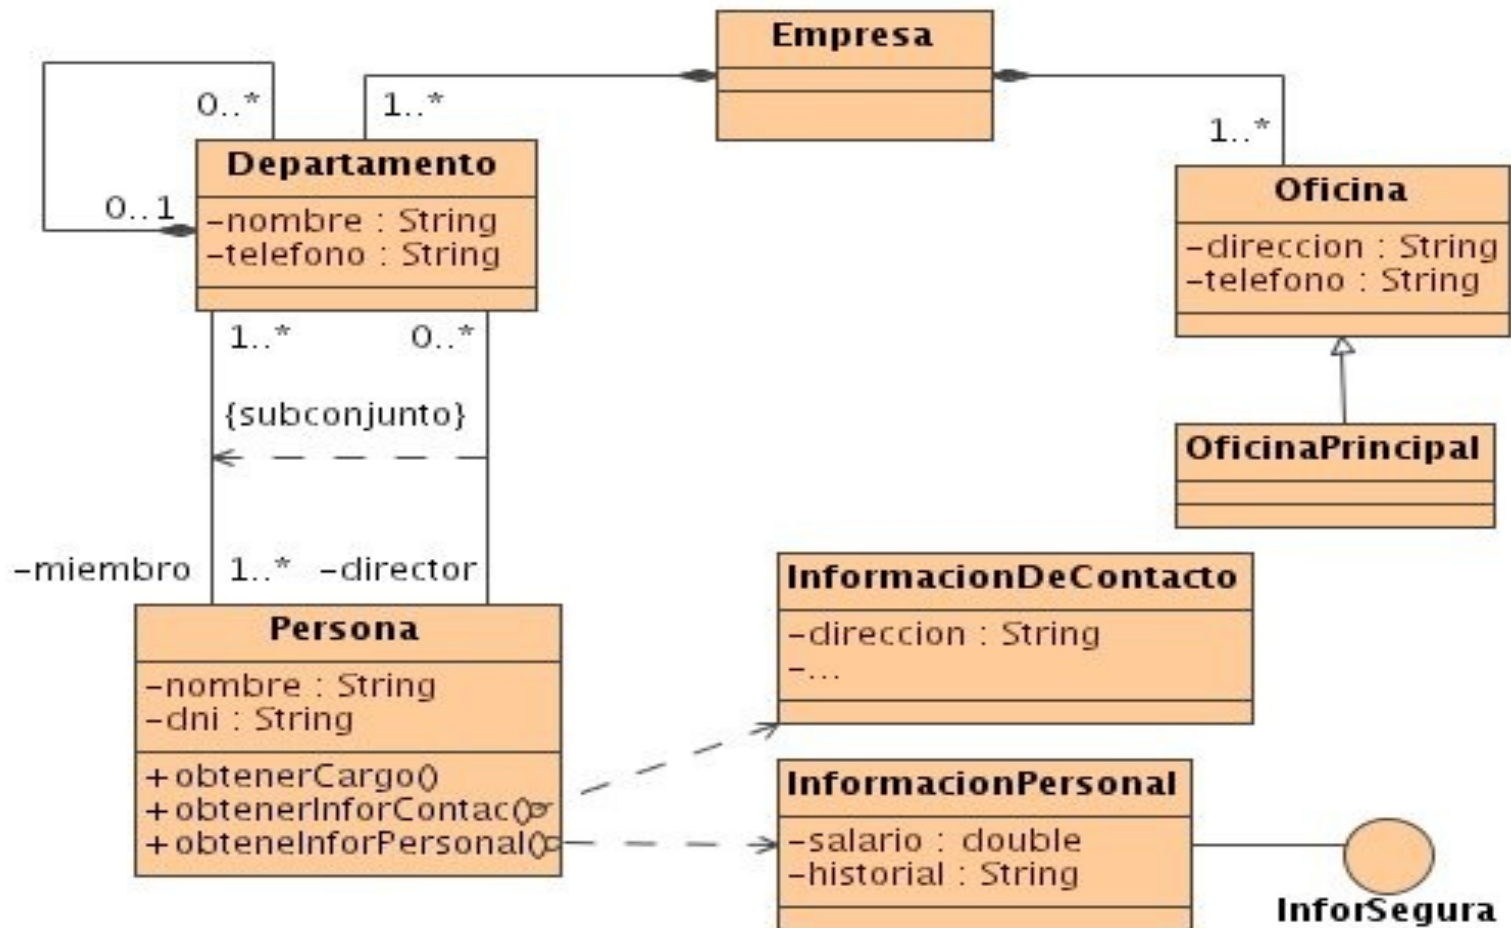 Empresa
0..*
1..*
1..*
Departamento
-nombre : String
-telefono : String
0..1
Oficina
-direccion : String
-telefono : String
1..*
0..*
{subconjunto}
OficinaPrincipal
-miembro
1..*
-director
Persona
-nombre : String
-dni : String
+obtenerCargo()
+obtenerInforContac()
+obteneInforPersonal()
InformacionDeContacto
-direccion : String
-...
InformacionPersonal
-salario : double
-historial : String
InforSegura